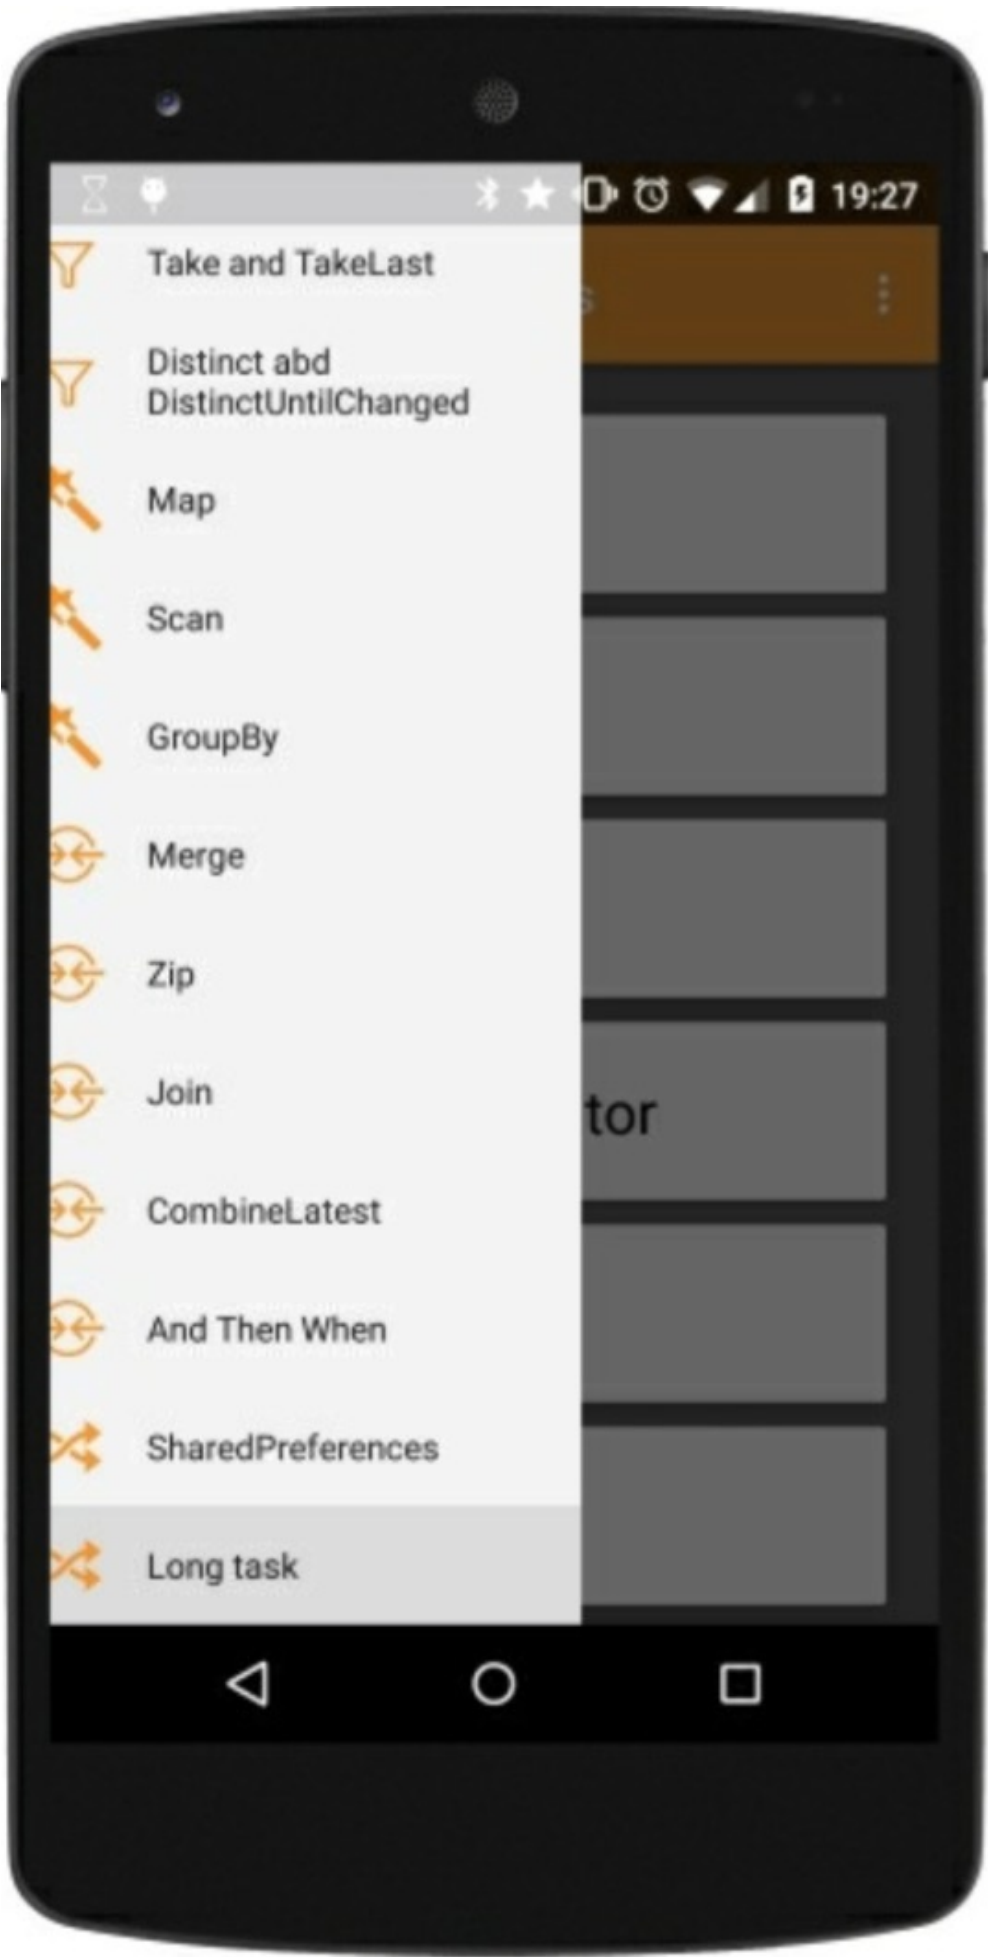 19:27
s
Take and TakeLast
Distinct abd
DistinctUntilChanged
Map
Scan
GroupBy
Merge
Zip
Join
tor
CombineLatest
And Then When
SharedPreferences
Long task